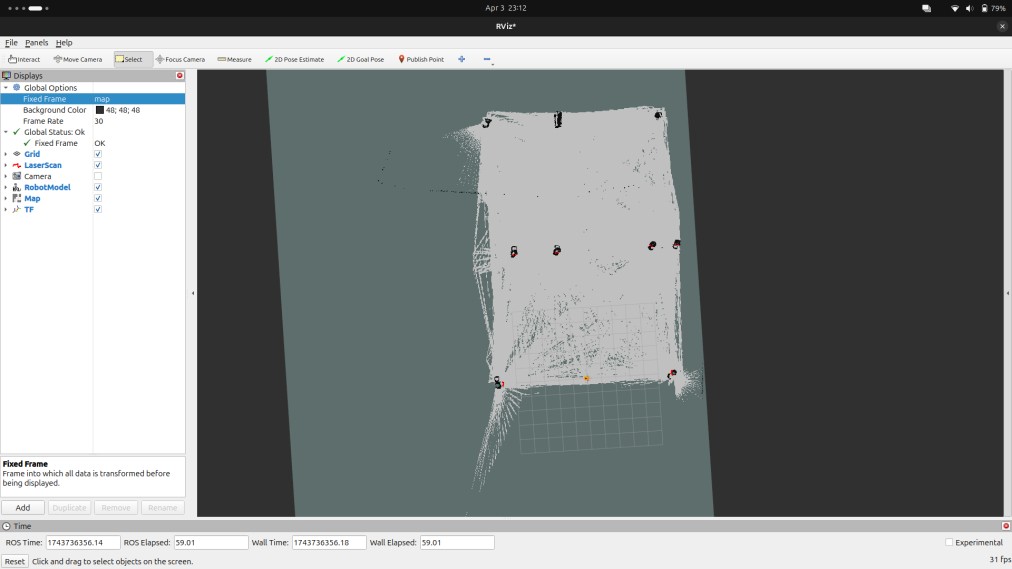 Apr 3 23:12
79%
RViz*
File Panels Help
Interact Move Camera Select Focus Camera Measure 2D Pose Estimate 2D Goal Pose Publish Point
Displays
Global Options
Fixed Frame map
Background Color 48; 48; 48
Frame Rate 30
Global Status: Ok
Fixed Frame OK
Grid
LaserScan
Camera
RobotModel
Map
TF
Fixed Frame
Frame into which all data is transformed before
being displayed.
Add Duplicate Remove Rename
Time
ROS Time: 1743736356.14 ROS Elapsed: 59.01 Wall Time: 1743736356.18 Wall Elapsed: 59.01 Experimental
Reset Click and drag to select objects on the screen. 31 fps